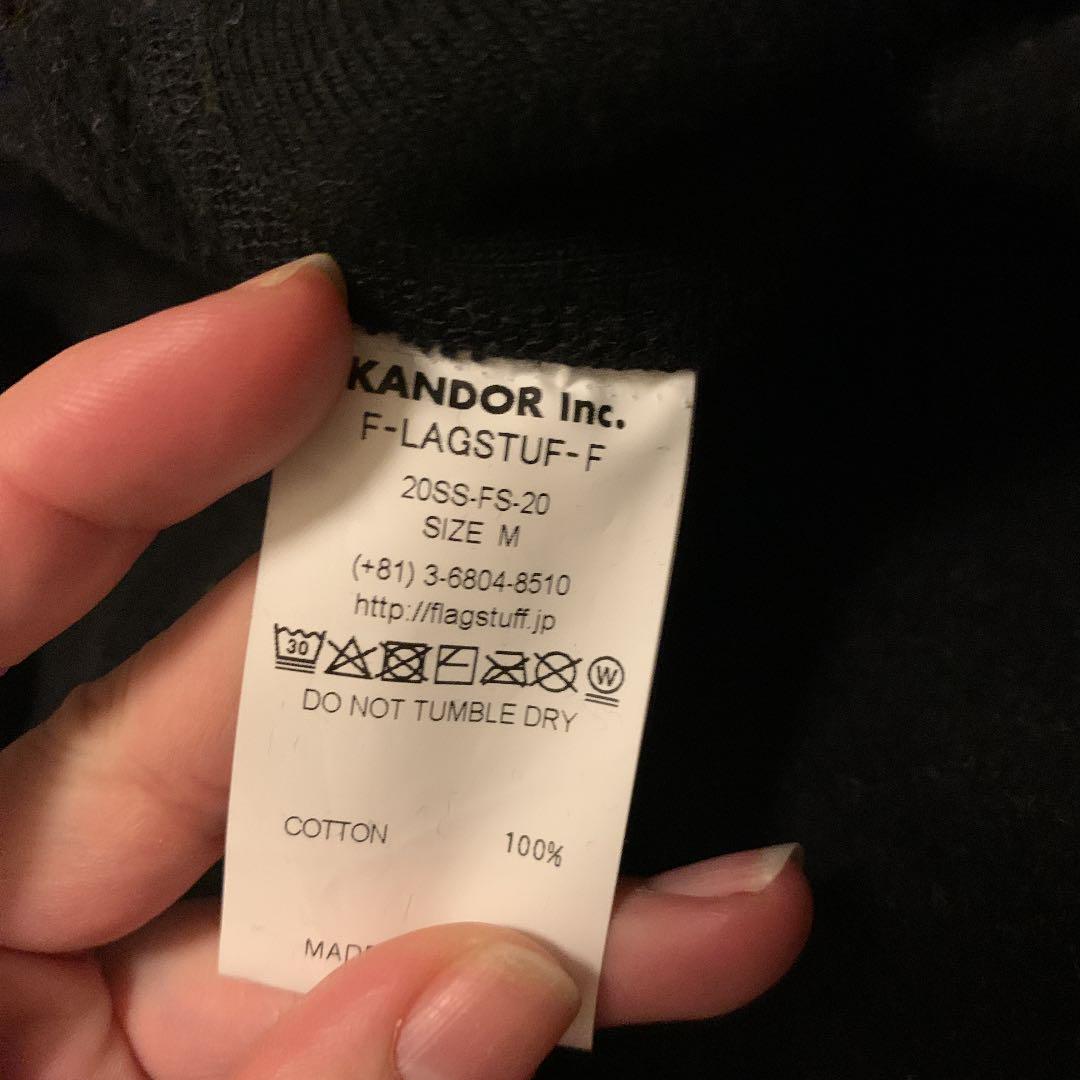 KANDOR Inc.
F-LAGSTUF-F
20SS-FS-20
SIZE M
(+81) 3-6804-8510
http://flagstuff.jp
30 W
DO NOT TUMBLE DRY
COTTON 100%